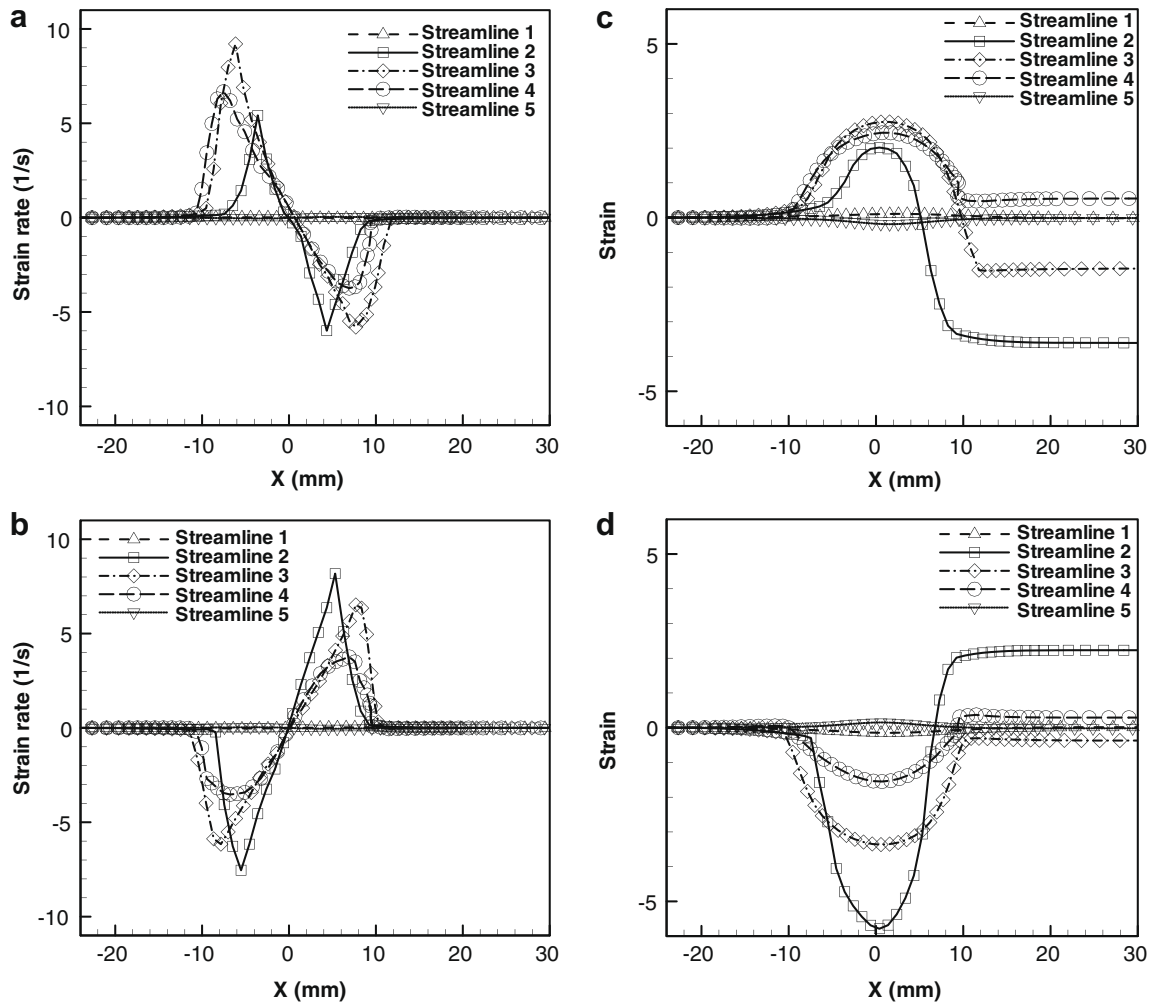 a
10
5
0
-5
-10
Strain rate (1/s)
Streamline 1
Streamline 2
Streamline 3
Streamline 4
Streamline 5
-20
-10
0
10
20
30
X (mm)
c
5
0
-5
Strain
Streamline 1
Streamline 2
Streamline 3
Streamline 4
Streamline 5
-20
-10
0
10
20
30
X (mm)
b
10
5
0
-5
-10
Strain rate (1/s)
Streamline 1
Streamline 2
Streamline 3
Streamline 4
Streamline 5
-20
-10
0
10
20
30
X (mm)
d
5
0
-5
Strain
Streamline 1
Streamline 2
Streamline 3
Streamline 4
Streamline 5
-20
-10
0
10
20
30
X (mm)